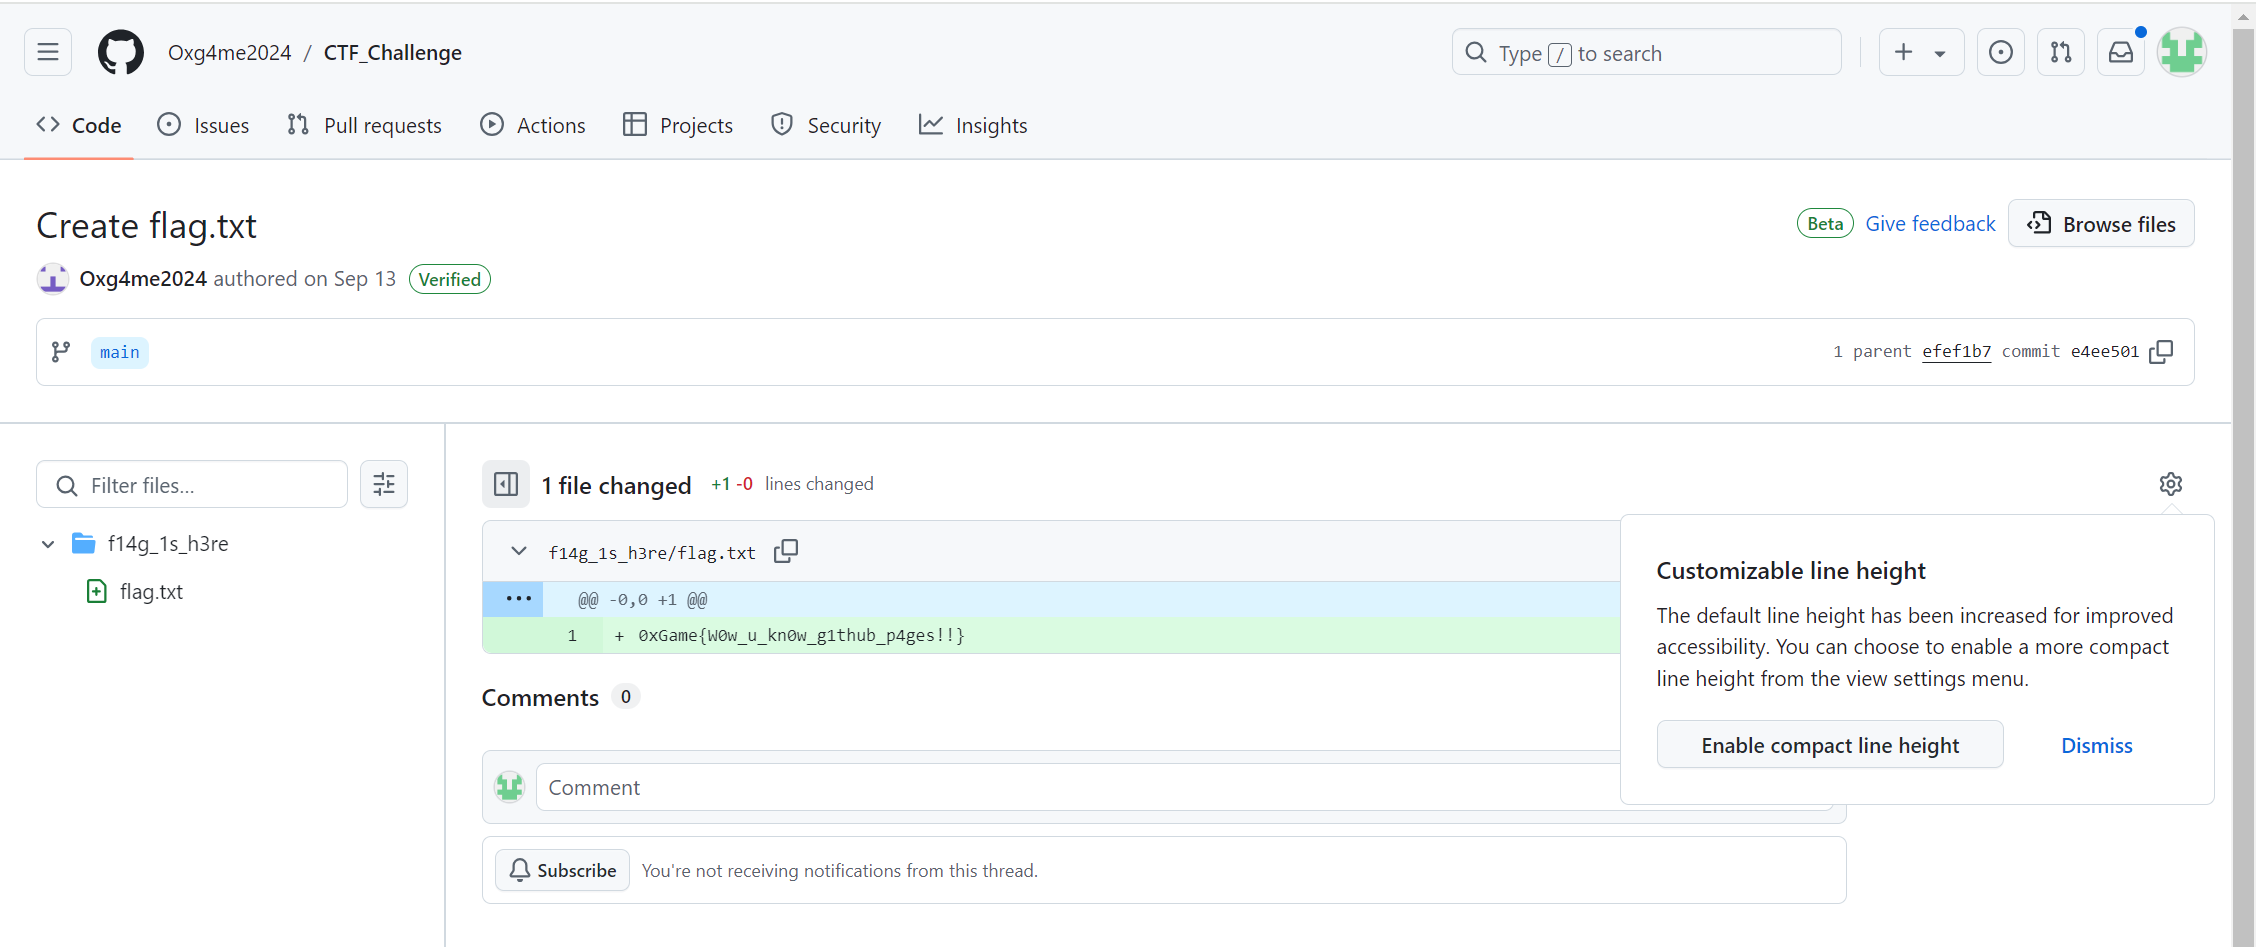 Oxg4me2024 / CTF_Challenge
Type / to search
Code Issues Pull requests Actions Projects Security Insights
Create flag.txt
Beta Give feedback Browse files
Oxg4me2024 authored on Sep 13 Verified
main
1 parent efef1b7 commit e4ee501
Filter files...
f14g_1s_h3re
flag.txt
1 file changed +1 -0 lines changed
f14g_1s_h3re/flag.txt
@@ -0,0 +1 @@
1 + 0xGame{W0w_u_kn0w_g1thub_p4ges!!}
Customizable line height
The default line height has been increased for improved
accessibility. You can choose to enable a more compact
line height from the view settings menu.
Enable compact line height Dismiss
Comments 0
Comment
Subscribe You're not receiving notifications from this thread.